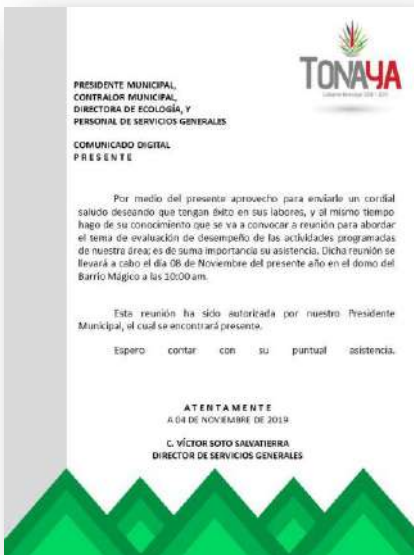 TONAYA
PRESIDENTE MUNICIPAL,
CONTRALOR MUNICIPAL,
DIRECTORA DE ECOLOGÍA, Y
PERSONAL DE SERVICIOS GENERALES
COMUNICADO DIGITAL
P R E S E N T E
Por medio del presente aprovecho para enviarle un cordial
saludo deseando que tengan éxito en sus labores, y al mismo tiempo
hago de su conocimiento que se va a convocar a reunión para abordar
el tema de evaluación de desempeño de las actividades programadas
de nuestra área; es de suma importancia su asistencia. Dicha reunión se
llevará a cabo el día 08 de Noviembre del presente año en el domo del
Barrio Mágico a las 10:00 am.
Esta reunión ha sido autorizada por nuestro Presidente
Municipal, el cual se encontrará presente.
Espero contar con su puntual asistencia.
A T E N T A M E N T E
A 04 DE NOVIEMBRE DE 2019
C. VÍCTOR SOTO SALVATIERRA
DIRECTOR DE SERVICIOS GENERALES